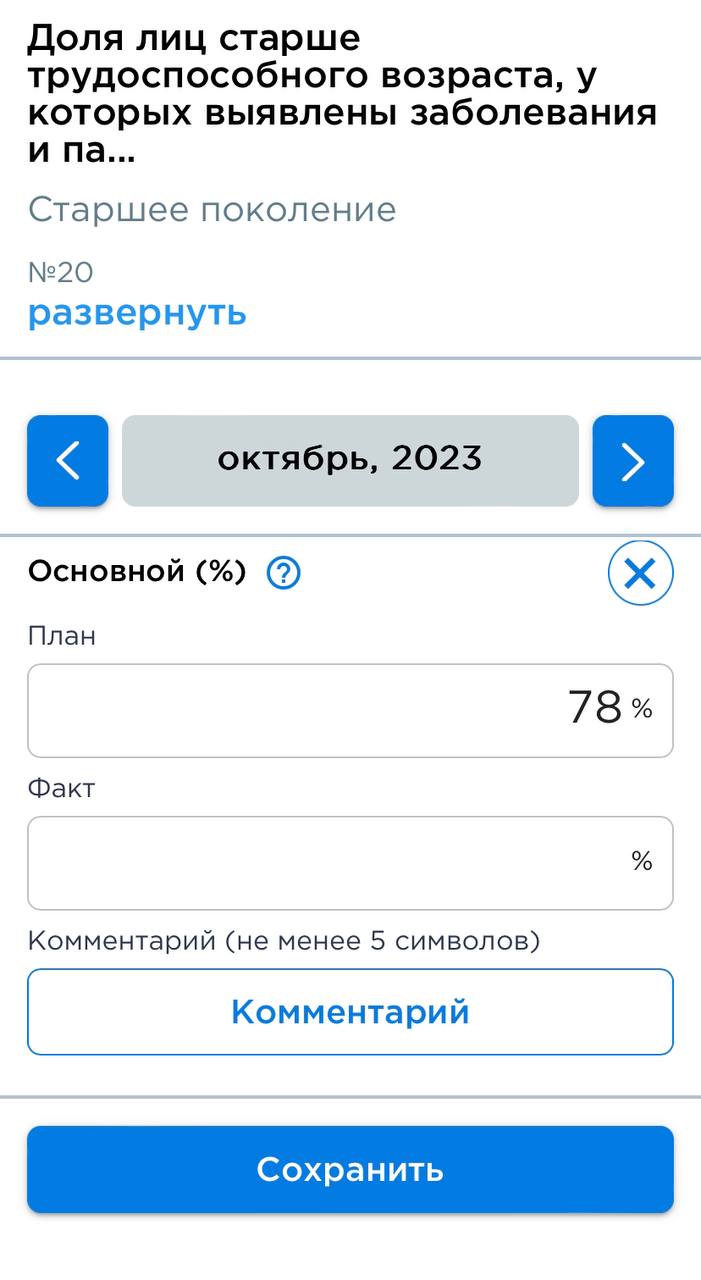 Доля лиц старше
трудоспособного возраста, у
которых выявлены заболевания
и па...
Старшее поколение
№20
развернуть
октябрь, 2023
Основной (%) ?
План
78 %
Факт
%
Комментарий (не менее 5 символов)
Комментарий
Сохранить